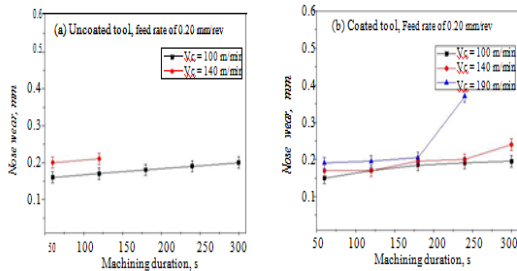 (a) Uncoated tool, feed rate of 0.20 mm/rev
Vc = 100 m/min
Vc = 140 m/min
Nose wear, mm
0.6
0.5
0.4
0.3
0.2
0.1
50
100
150
200
250
300
Machining duration, s
(b) Coated tool, Feed rate of 0.20 mm/rev
Vc = 100 m/min
Vc = 140 m/min
Vc = 190 m/min
Nose wear, mm.
0.6
0.5
0.4
0.3
0.2
0.1
50
100
150
200
250
300
Machining duration, s